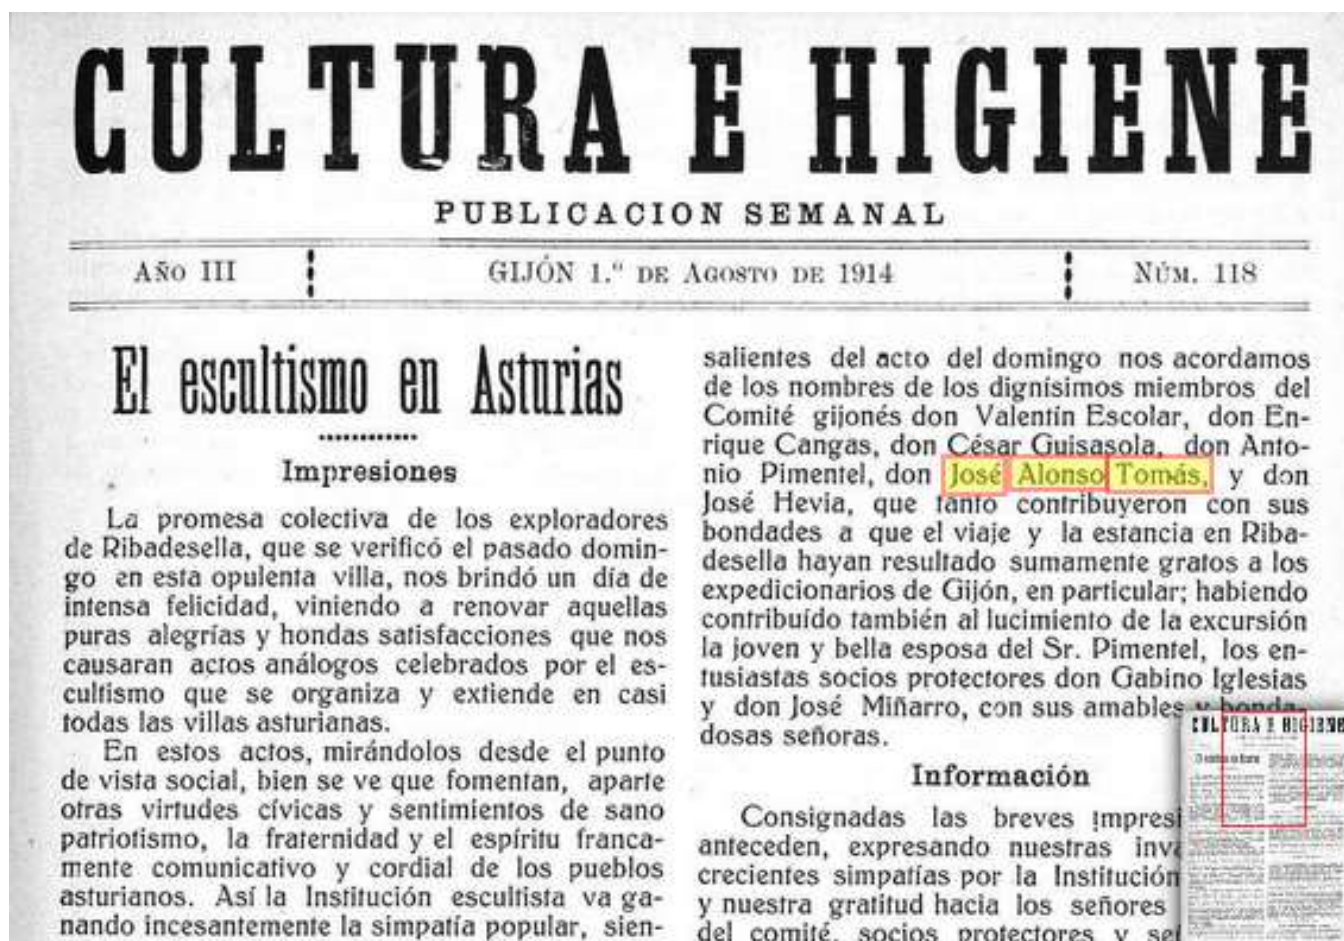 CULTURA E HIGIENE
PUBLICACION SEMANAL
AÑO III
GIJÓN 1.º DE AGOSTO DE 1914
NÚM. 118
El escultismo en Asturias
Impresiones
La promesa colectiva de los exploradores
de Ribadesella, que se verificó el pasado domin-
go en esta opulenta villa, nos brindó un día de
intensa felicidad, viniendo a renovar aquellas
puras alegrías y hondas satisfacciones que nos
causaran actos análogos celebrados por el es-
cultismo que se organiza y extiende en casi
todas las villas asturianas.
En estos actos, mirándolos desde el punto
de vista social, bien se ve que fomentan, aparte
otras virtudes cívicas y sentimientos de sano
patriotismo, la fraternidad y el espíritu franca-
mente comunicativo y cordial de los pueblos
asturianos. Así la Institución escultista va ga-
nando incesantemente la simpatía popular, sien-
salientes del acto del domingo nos acordamos
de los nombres de los dignísimos miembros del
Comité gijonés don Valentín Escolar, don En-
rique Cangas, don César Guisasola, don Anto-
nio Pimentel, don José Alonso Tomás, y don
José Hevia, que tanto contribuyeron con sus
bondades a que el viaje y la estancia en Riba-
desella hayan resultado sumamente gratos a los
expedicionarios de Gijón, en particular; habiendo
contribuído también al lucimiento de la excursión
la joven y bella esposa del Sr. Pimentel, los en-
tusiastas socios protectores don Gabino Iglesias
y don José Miñarro, con sus amables y bonda-
dosas señoras.
Información
Consignadas las breves impresi
anteceden, expresando nuestras inva
crecientes simpatías por la Institución
y nuestra gratitud hacia los señores
del comité, socios protectores y se
CULTURA E HIGIENE